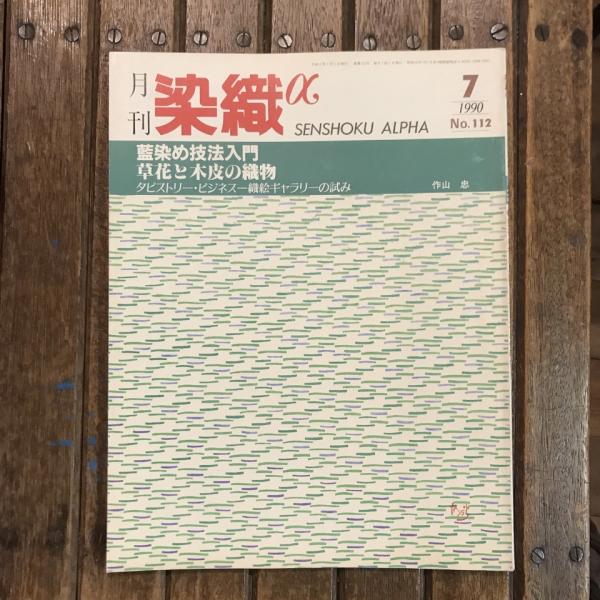 月刊
染織α
SENSHOKU ALPHA
7
1990
No.112
藍染め技法入門
草花と木皮の織物
タピストリー・ビジネス―織絵ギャラリーの試み
作山 忠